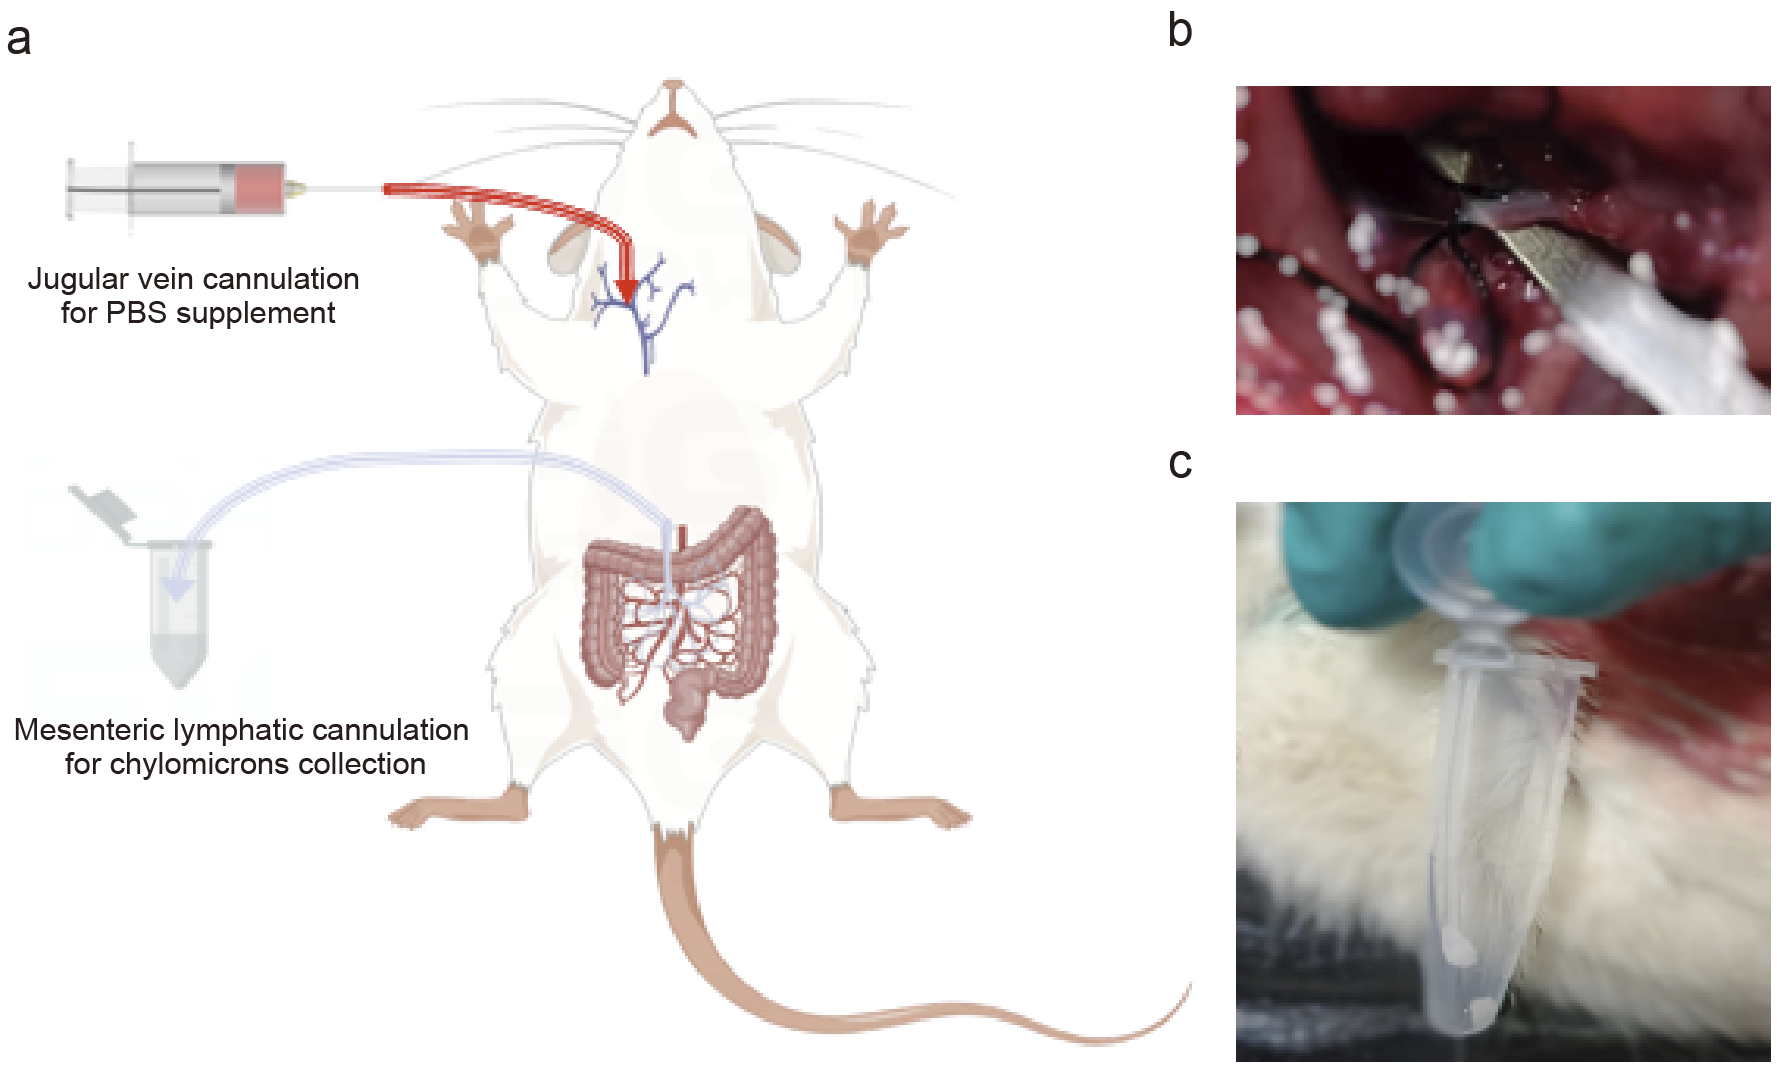 a
Jugular vein cannulation
for PBS supplement
Mesenteric lymphatic cannulation
for chylomicrons collection
b
c